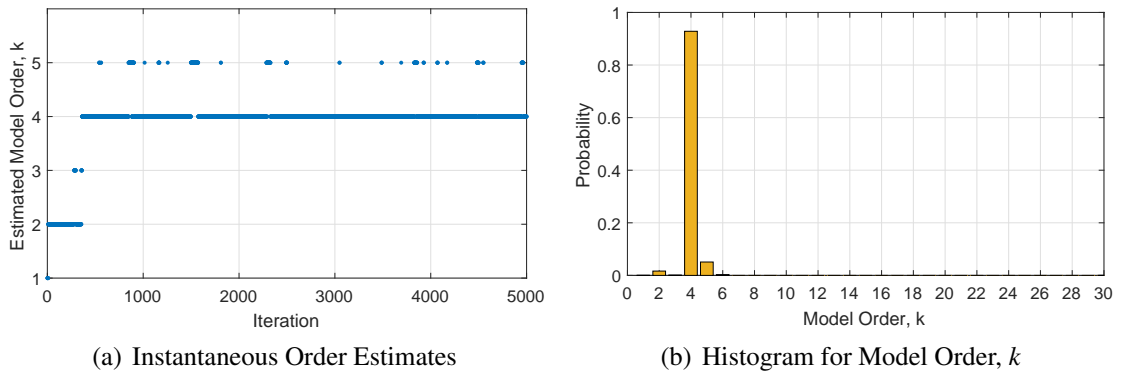 Estimated Model Order, k
5
4
3
2
1
0 1000 2000 3000 4000 5000
Iteration
(a) Instantaneous Order Estimates
Probability
1
0.8
0.6
0.4
0.2
0
0 2 4 6 8 10 12 14 16 18 20 22 24 26 28 30
Model Order, k
(b) Histogram for Model Order, k